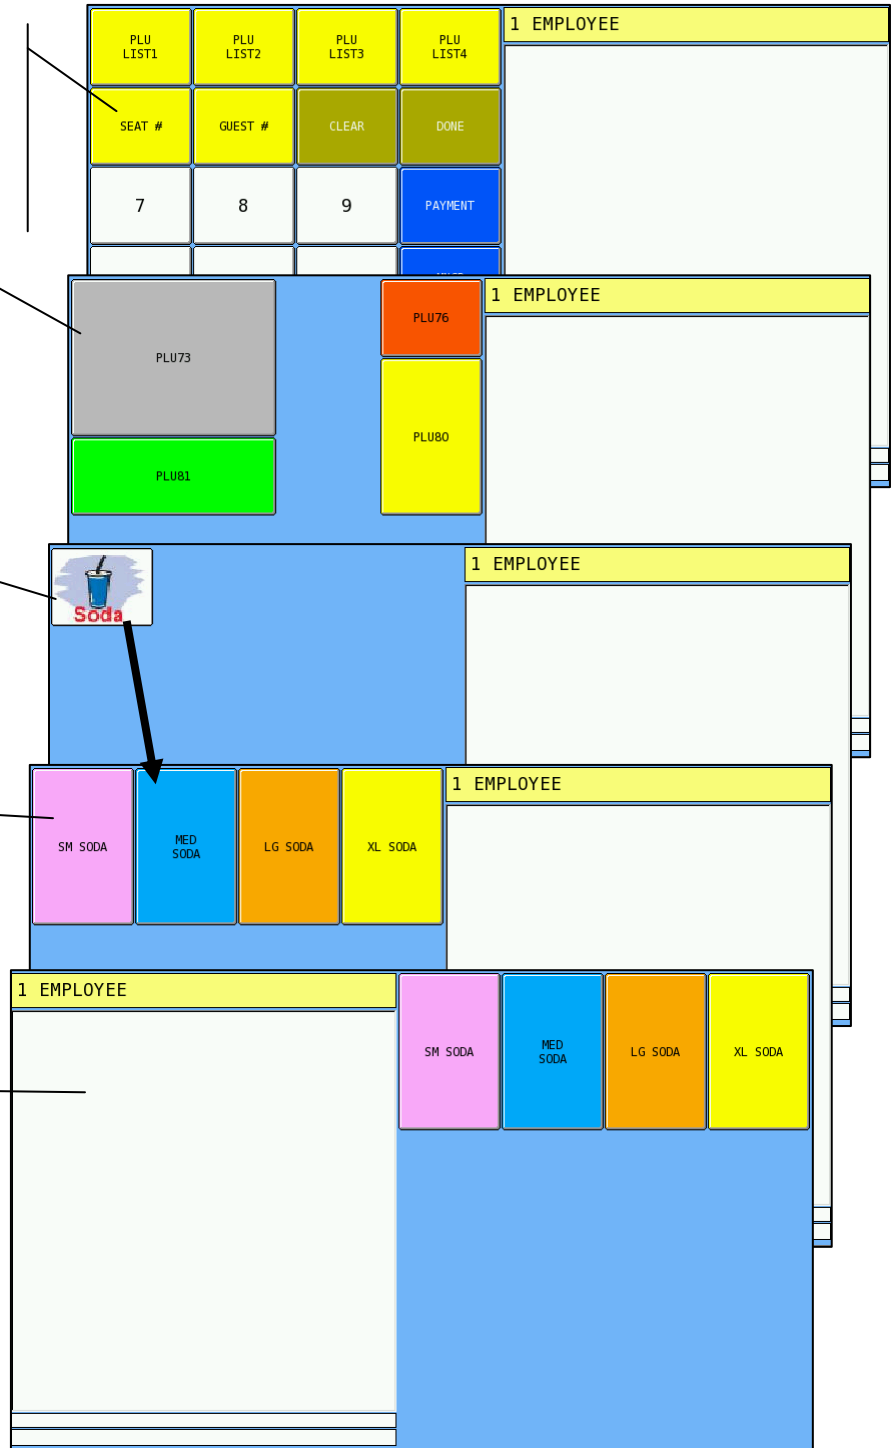 PLU
LIST1
PLU
LIST2
PLU
LIST3
PLU
LIST4
1 EMPLOYEE
SEAT #
GUEST #
CLEAR
DONE
7
8
9
PAYMENT
1 EMPLOYEE
PLU73
PLU76
PLU80
PLU81
1 EMPLOYEE
Soda
1 EMPLOYEE
SM SODA
MED
SODA
LG SODA
XL SODA
1 EMPLOYEE
SM SODA
MED
SODA
LG SODA
XL SODA